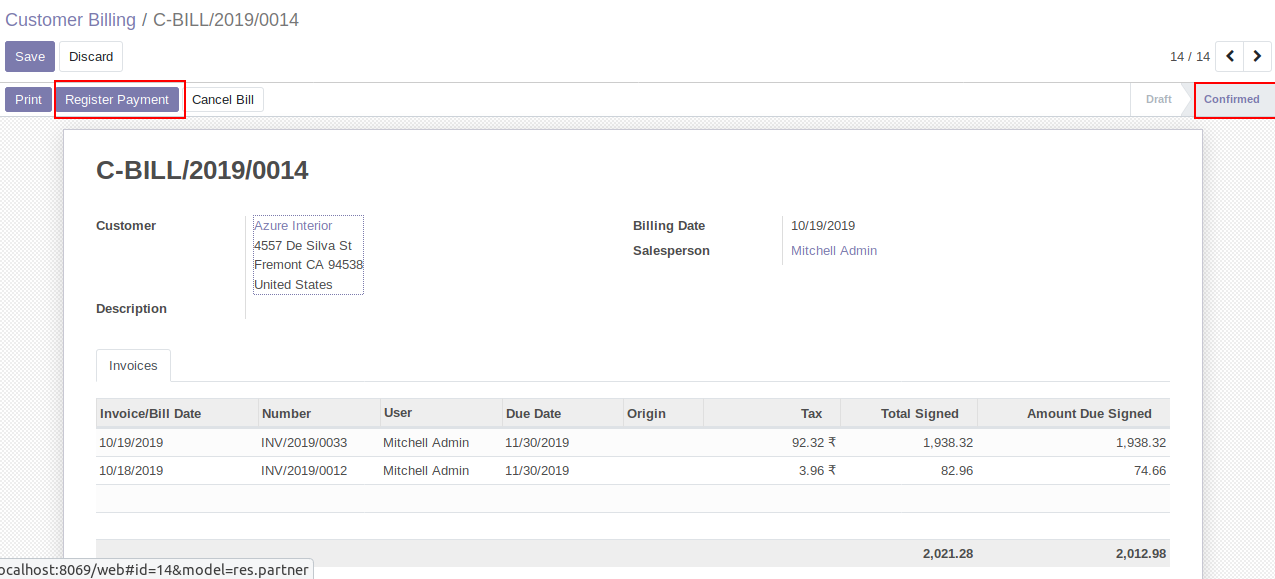 Customer Billing / C-BILL/2019/0014
Save Discard 14 / 14
Print Register Payment Cancel Bill Draft Confirmed
C-BILL/2019/0014
Customer Azure Interior Billing Date 10/19/2019
4557 De Silva St Salesperson Mitchell Admin
Fremont CA 94538
United States
Description
Invoices
Invoice/Bill Date Number User Due Date Origin Tax Total Signed Amount Due Signed
10/19/2019 INV/2019/0033 Mitchell Admin 11/30/2019 92.32 ₹ 1,938.32 1,938.32
10/18/2019 INV/2019/0012 Mitchell Admin 11/30/2019 3.96 ₹ 82.96 74.66
2,021.28 2,012.98
ocalhost:8069/web#id=14&model=res.partner